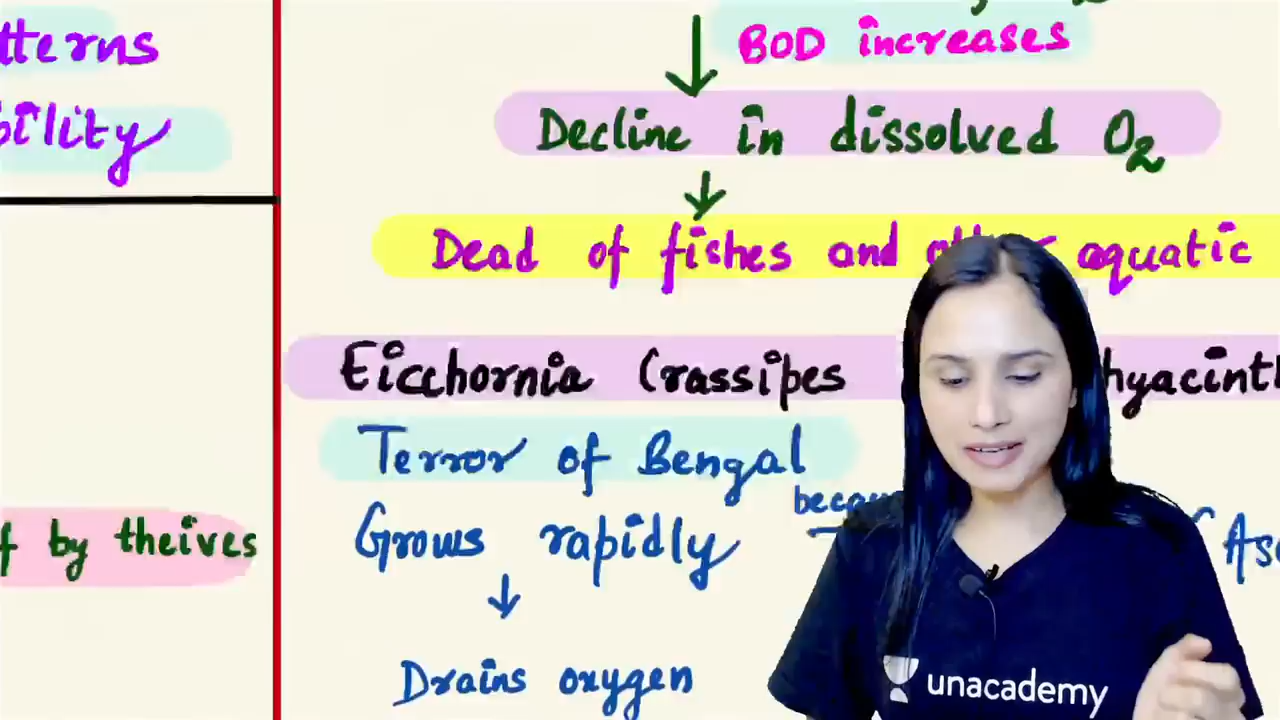 tterns
bility
f by theives
BOD increases
Decline in dissolved O2
Dead of fishes and other aquatic
Eicchornia Crassipes hyacinth
Terror of Bengal
Grows rapidly
Drains oxygen
unacademy